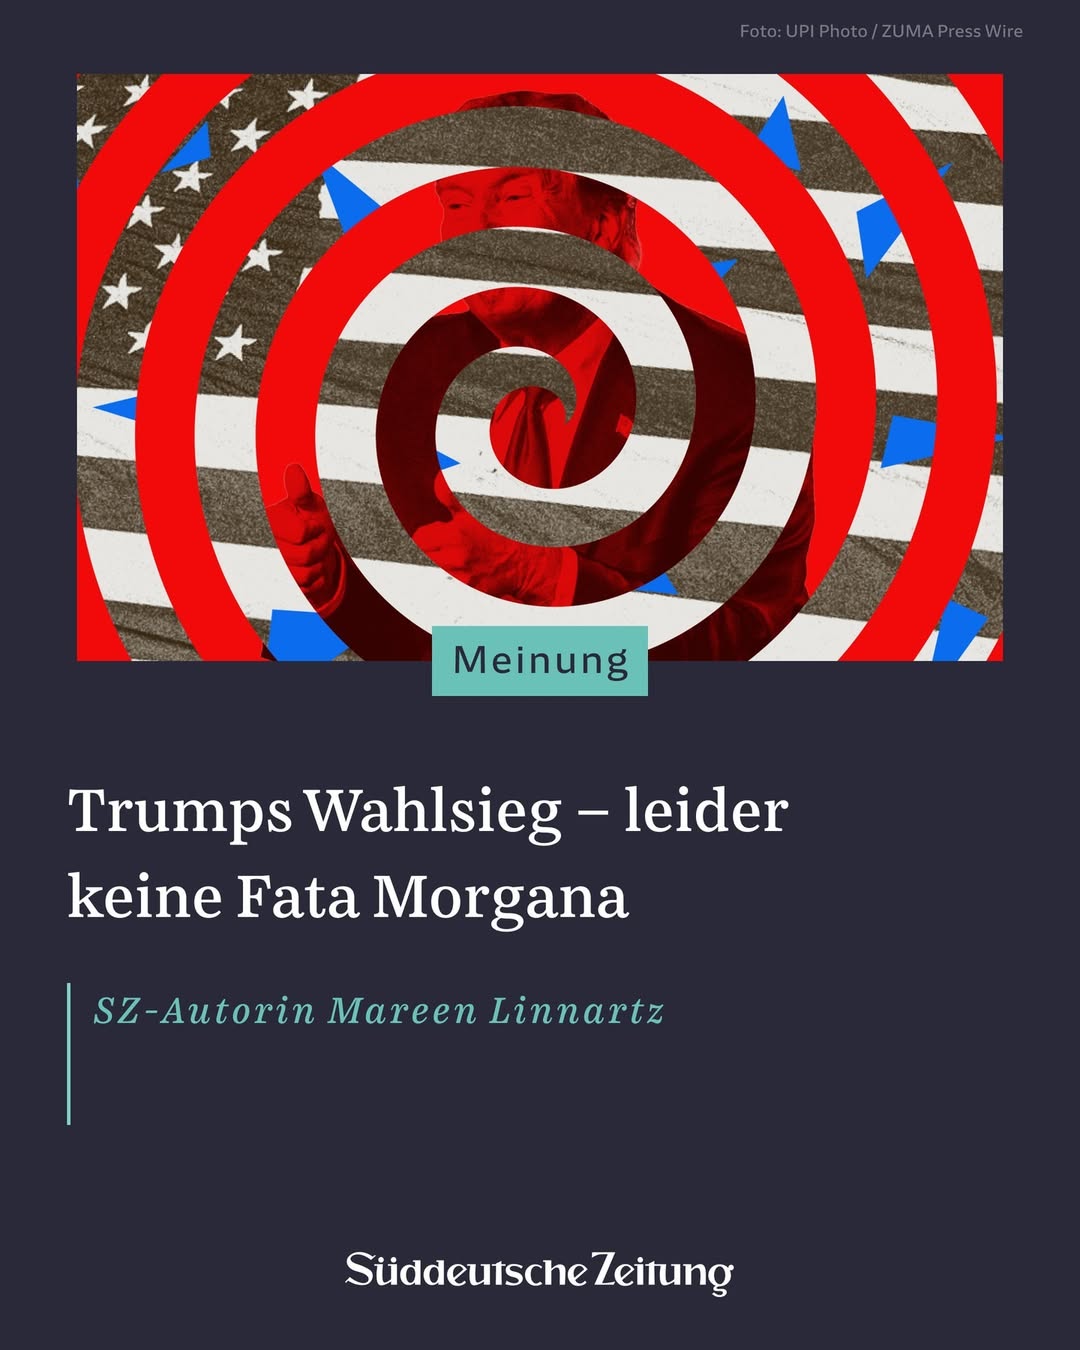 Foto: UPI Photo / ZUMA Press Wire
Meinung
Trumps Wahlsieg – leider
keine Fata Morgana
SZ-Autorin Mareen Linnartz
Süddeutsche Zeitung